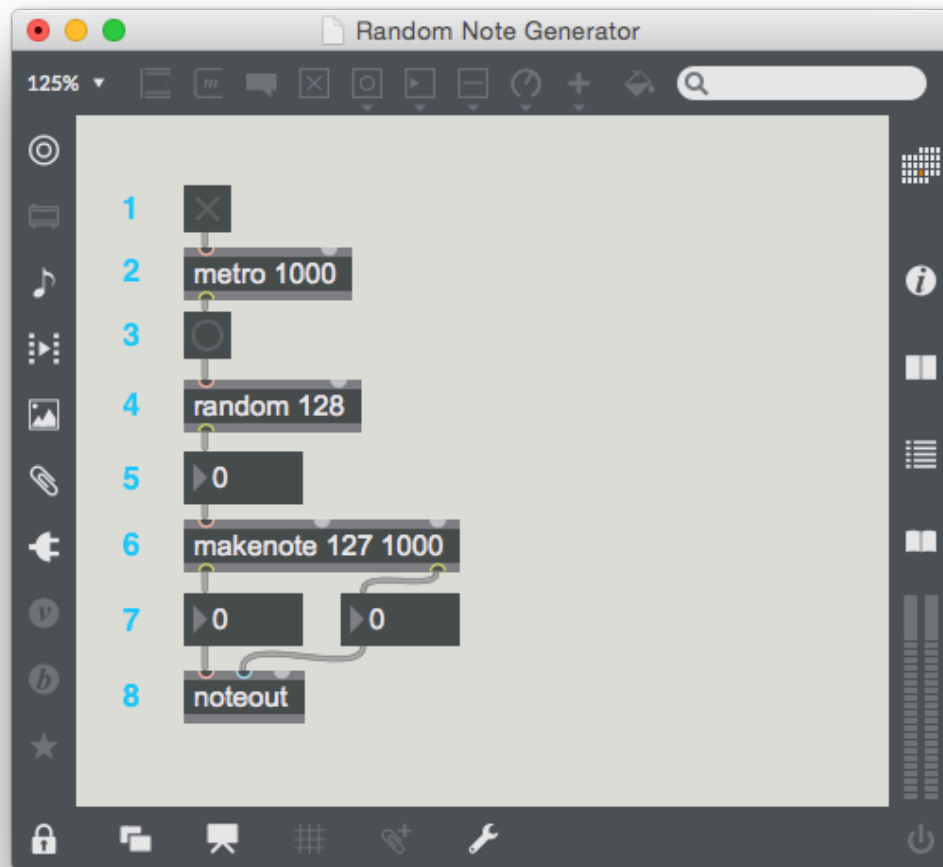 Random Note Generator
125%
1
2 metro 1000
3
4 random 128
5 0
6 makenote 127 1000
7 0 0
8 noteout